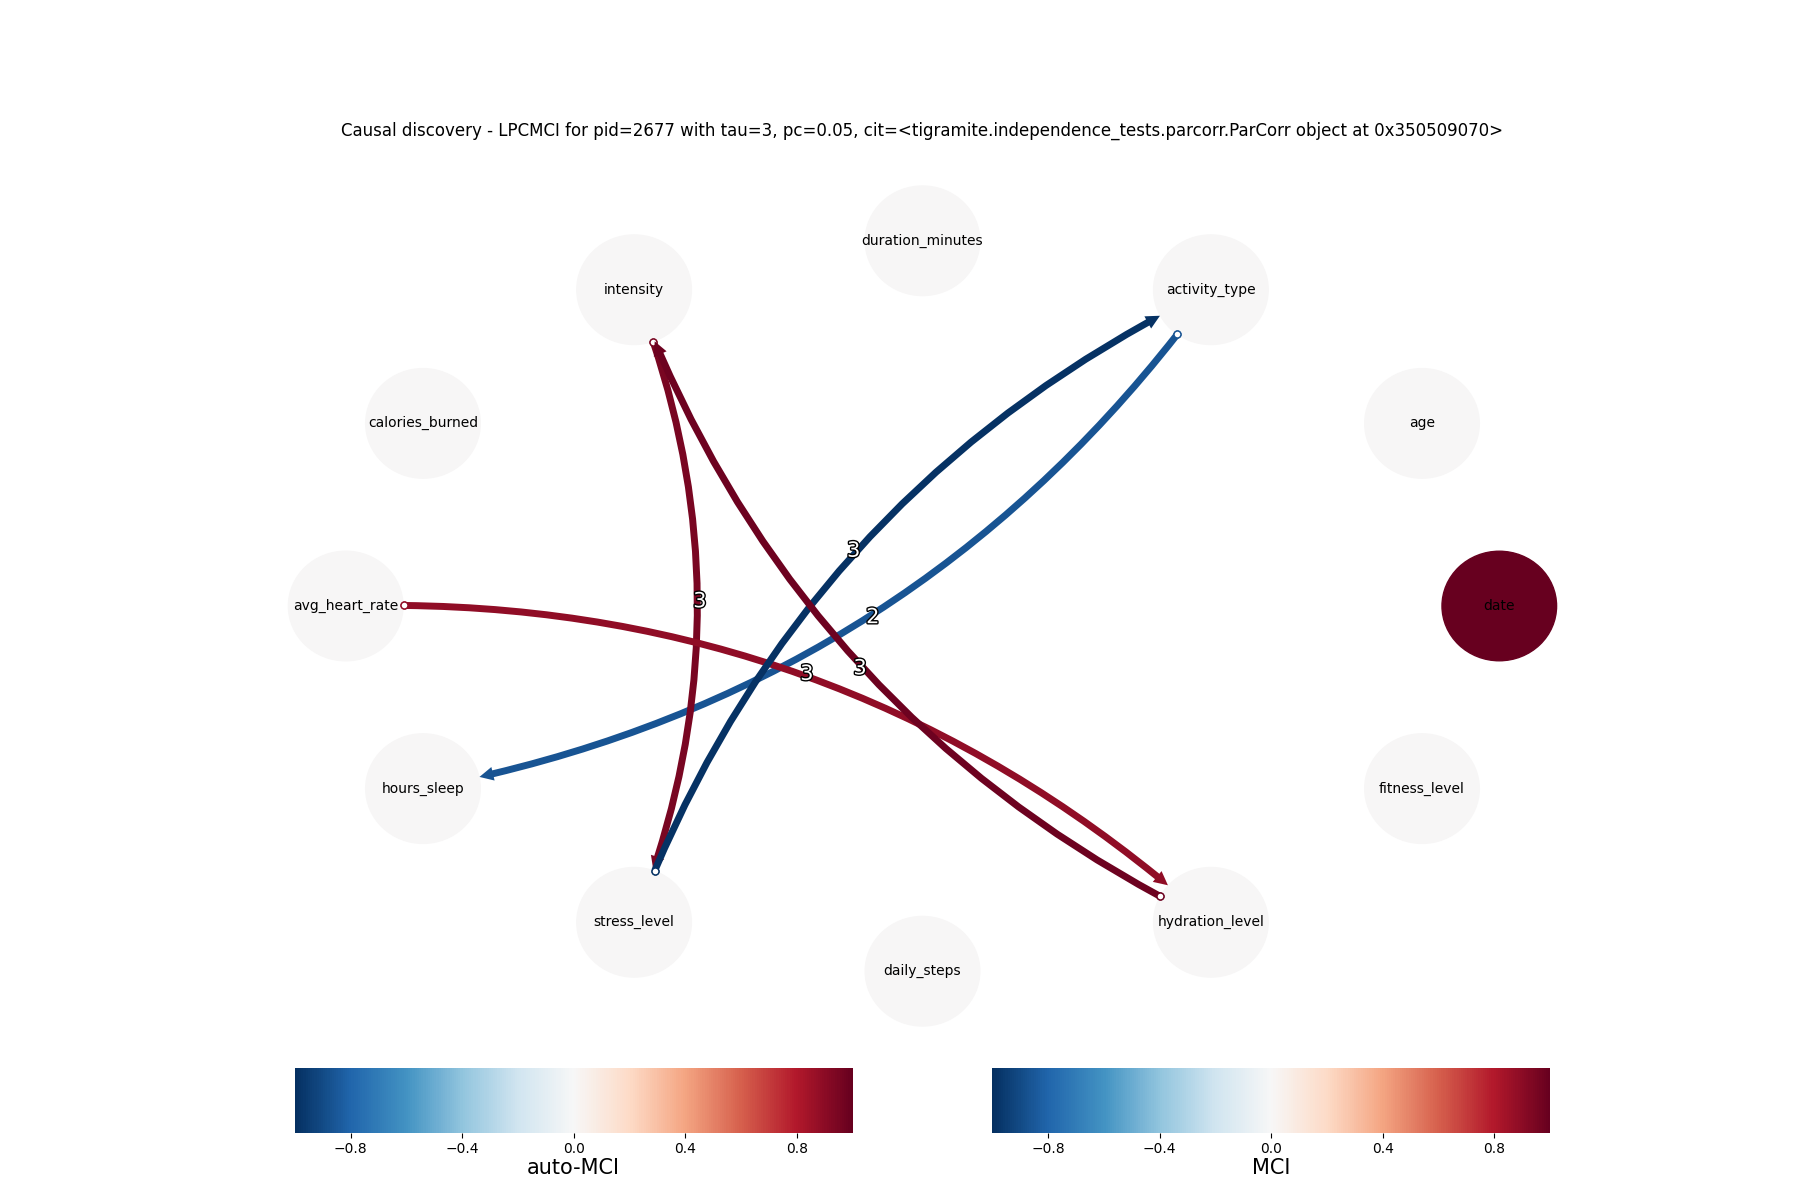 Causal discovery - LPCMCI for pid=2677 with tau=3, pc=0.05, cit=<tigramite.independence_tests.parcorr.ParCorr object at 0x350509070>
duration_minutes
intensity
activity_type
calories_burned
age
3
3
avg_heart_rate
date
2
3
3
hours_sleep
fitness_level
stress_level
hydration_level
daily_steps
−0.8 −0.4 0.0 0.4 0.8
auto-MCI
−0.8 −0.4 0.0 0.4 0.8
MCI